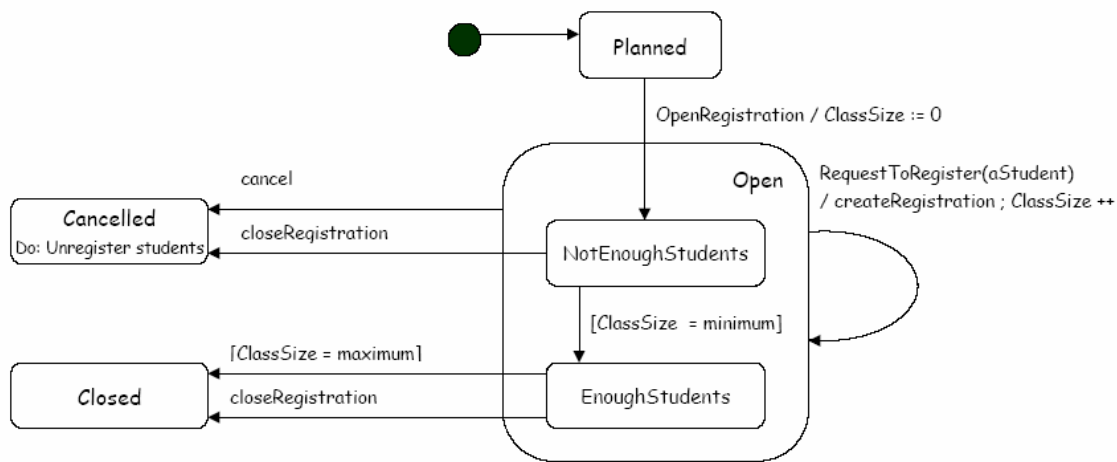 Planned
OpenRegistration / ClassSize := 0
Open
RequestToRegister(aStudent)
/ createRegistration ; ClassSize ++
cancel
Cancelled
Do: Unregister students
closeRegistration
NotEnoughStudents
[ClassSize = minimum]
[ClassSize = maximum]
Closed
closeRegistration
EnoughStudents